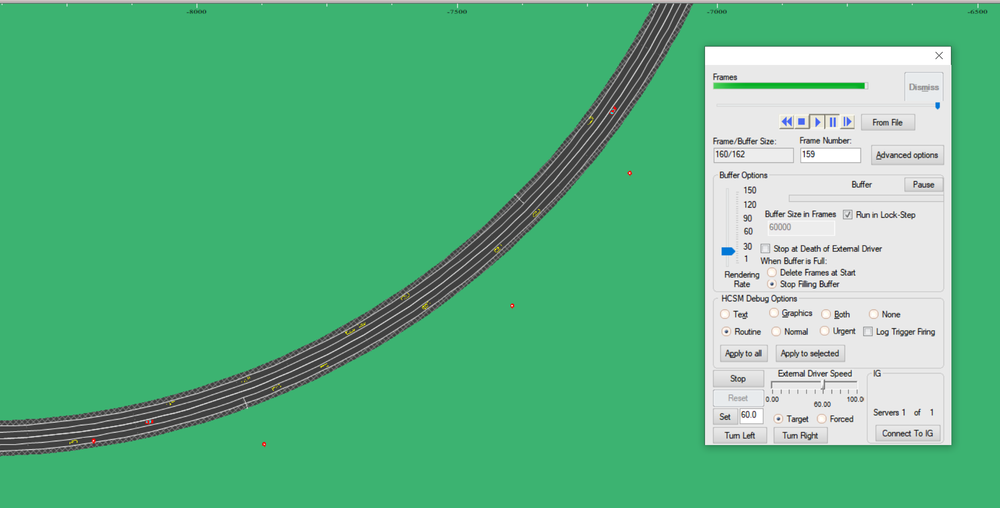 -8000 -7500 -7000 -6500
Frames
Dismiss
From File
Frame/Buffer Size: Frame Number:
160/162 159 Advanced options
Buffer Options
Buffer Pause
150
120
90
60
30
1
Buffer Size in Frames Run in Lock-Step
60000
Stop at Death of External Driver
When Buffer is Full:
Delete Frames at Start
Stop Filling Buffer
Rendering
Rate
HCSM Debug Options
Text Graphics Both None
Routine Normal Urgent Log Trigger Firing
Apply to all Apply to selected
Stop External Driver Speed IG
Reset 0.00 60.00 100.0
Set 60.0 Target Forced
Servers 1 of 1
Turn Left Turn Right Connect To IG